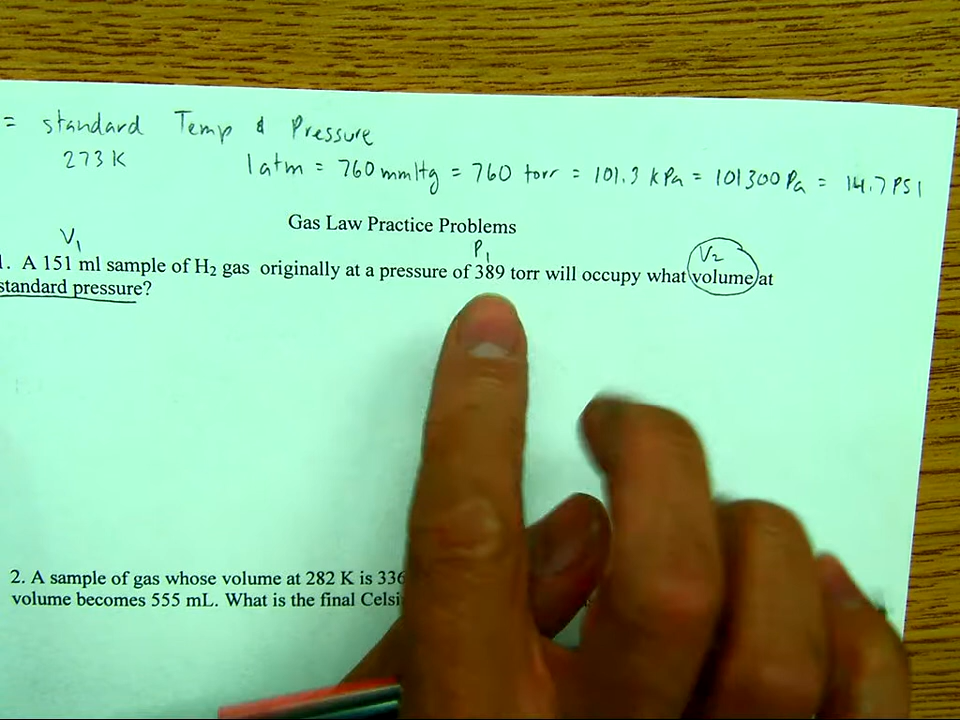 = standard Temp & Pressure
273 K 1 atm = 760 mmHg = 760 torr = 101.3 kPa = 101300 Pa = 14.7 PSI
Gas Law Practice Problems
V1 P1 V2
1. A 151 ml sample of H2 gas originally at a pressure of 389 torr will occupy what volume at
standard pressure?
2. A sample of gas whose volume at 282 K is 336
volume becomes 555 mL. What is the final Celsi